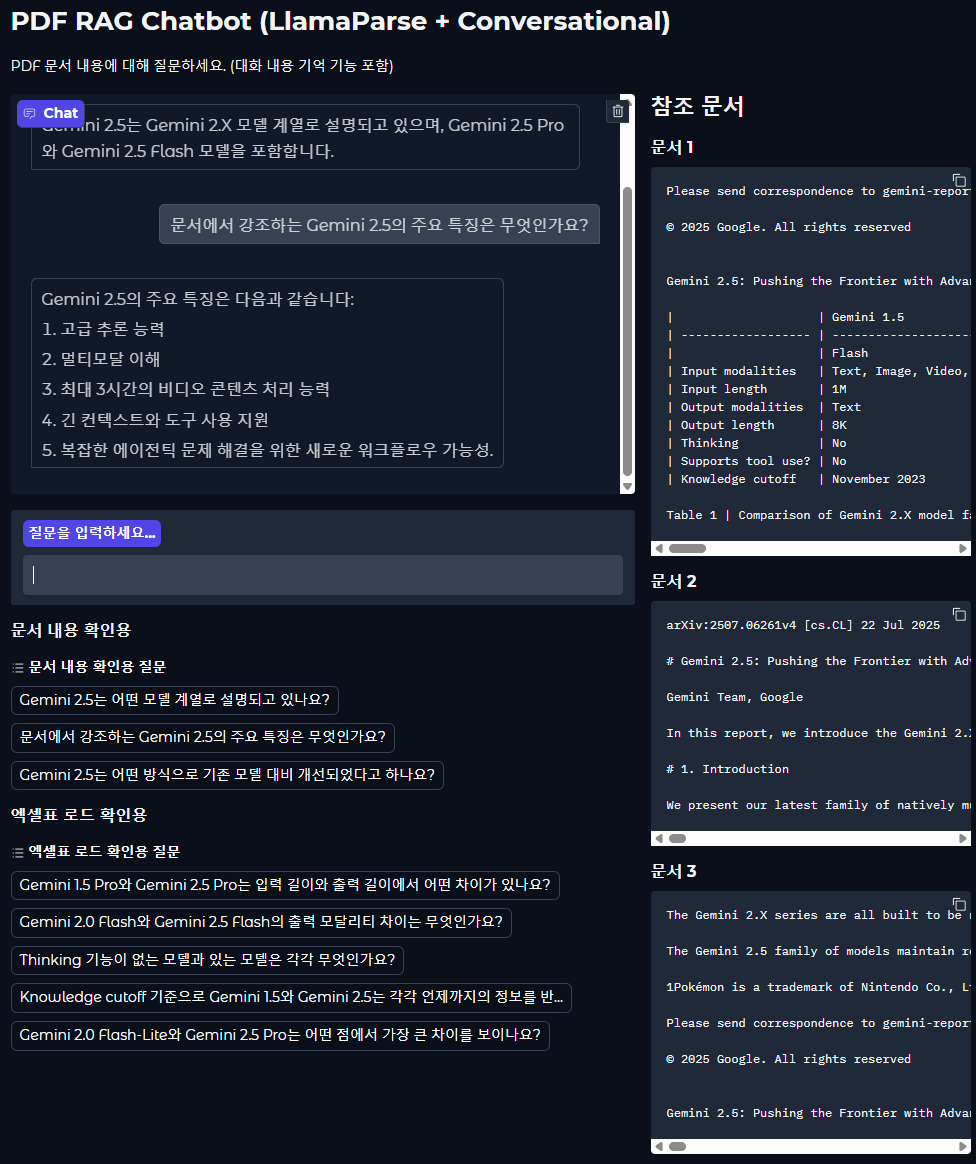 PDF RAG Chatbot (LlamaParse + Conversational)
PDF 문서 내용에 대해 질문하세요. (대화 내용 기억 기능 포함)
Chat
Gemini 2.5는 Gemini 2.X 모델 계열로 설명되고 있으며, Gemini 2.5 Pro
와 Gemini 2.5 Flash 모델을 포함합니다.
문서에서 강조하는 Gemini 2.5의 주요 특징은 무엇인가요?
Gemini 2.5의 주요 특징은 다음과 같습니다:
1. 고급 추론 능력
2. 멀티모달 이해
3. 최대 3시간의 비디오 콘텐츠 처리 능력
4. 긴 컨텍스트와 도구 사용 지원
5. 복잡한 에이전틱 문제 해결을 위한 새로운 워크플로우 가능성.
질문을 입력하세요...
문서 내용 확인용
문서 내용 확인용 질문
Gemini 2.5는 어떤 모델 계열로 설명되고 있나요?
문서에서 강조하는 Gemini 2.5의 주요 특징은 무엇인가요?
Gemini 2.5는 어떤 방식으로 기존 모델 대비 개선되었다고 하나요?
엑셀표 로드 확인용
엑셀표 로드 확인용 질문
Gemini 1.5 Pro와 Gemini 2.5 Pro는 입력 길이와 출력 길이에서 어떤 차이가 있나요?
Gemini 2.0 Flash와 Gemini 2.5 Flash의 출력 모달리티 차이는 무엇인가요?
Thinking 기능이 없는 모델과 있는 모델은 각각 무엇인가요?
Knowledge cutoff 기준으로 Gemini 1.5와 Gemini 2.5는 각각 언제까지의 정보를 반...
Gemini 2.0 Flash-Lite와 Gemini 2.5 Pro는 어떤 점에서 가장 큰 차이를 보이나요?
참조 문서
문서 1
Please send correspondence to gemini-repor
© 2025 Google. All rights reserved
Gemini 2.5: Pushing the Frontier with Adva
|                    | Gemini 1.5
| ------------------ | -------------------
|                    | Flash
| Input modalities   | Text, Image, Video,
| Input length       | 1M
| Output modalities  | Text
| Output length      | 8K
| Thinking           | No
| Supports tool use? | No
| Knowledge cutoff   | November 2023
Table 1 | Comparison of Gemini 2.X model fa
문서 2
arXiv:2507.06261v4 [cs.CL] 22 Jul 2025
# Gemini 2.5: Pushing the Frontier with Adv
Gemini Team, Google
In this report, we introduce the Gemini 2.X
# 1. Introduction
We present our latest family of natively mu
문서 3
The Gemini 2.X series are all built to be
The Gemini 2.5 family of models maintain re
1Pokémon is a trademark of Nintendo Co., Lt
Please send correspondence to gemini-repor
© 2025 Google. All rights reserved
Gemini 2.5: Pushing the Frontier with Advan